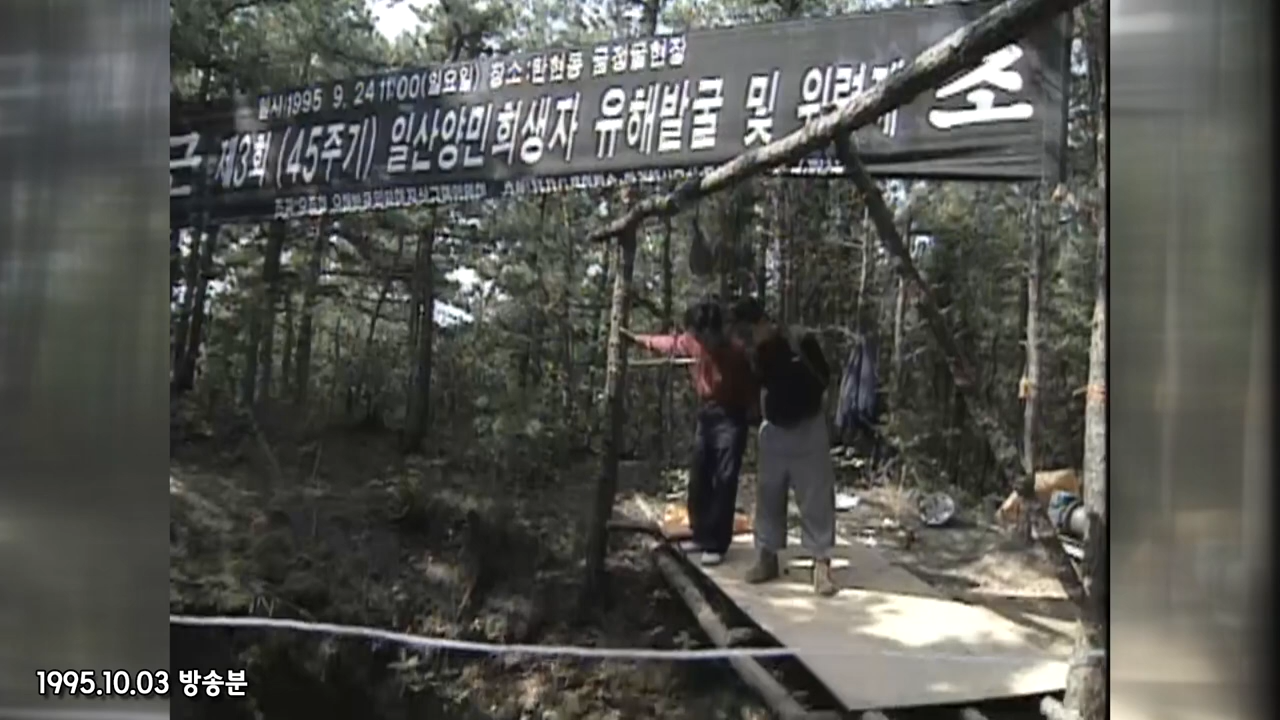 일시:1995 9. 24 11:00(일요일) 장소:탄현동 금정굴현장
근 제3회 (45주기) 일산양민희생자 유해발굴 및 위령제 소
1995.10.03 방송분